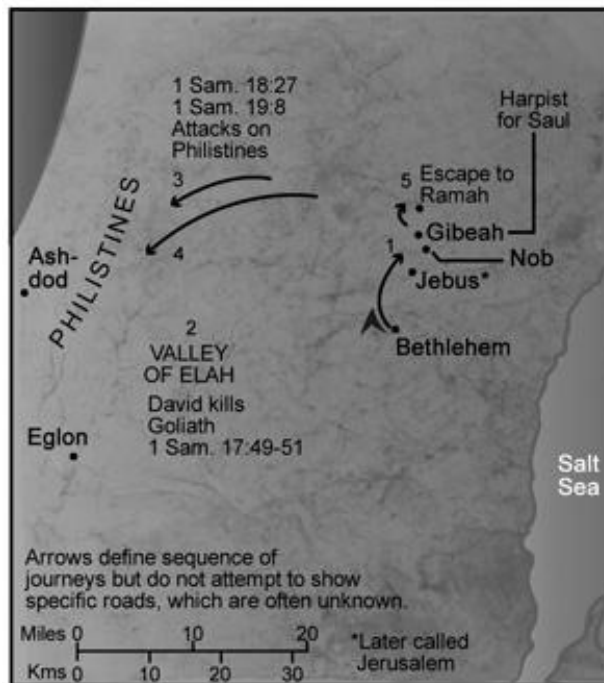 1 Sam. 18:27
1 Sam. 19:8
Attacks on
Philistines
Harpist
for Saul
3
4
5
Escape to
Ramah
Gibeah
Nob
1
Jebus*
Bethlehem
PHILISTINES
Ash-
dod
2
VALLEY
OF ELAH
David kills
Goliath
1 Sam. 17:49-51
Eglon
Salt
Sea
Arrows define sequence of
journeys but do not attempt to show
specific roads, which are often unknown.
Miles 0 10 20
Kms 0 10 20 30
*Later called
Jerusalem